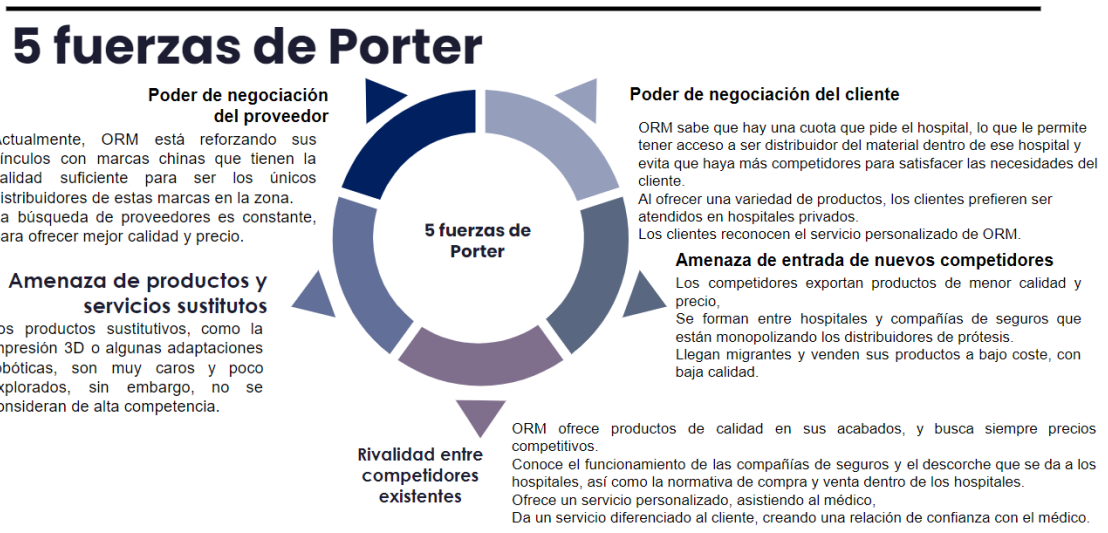 5 fuerzas de Porter
Poder de negociación
del proveedor
Actualmente, ORM está reforzando sus
vínculos con marcas chinas que tienen la
calidad suficiente para ser los únicos
distribuidores de estas marcas en la zona.
La búsqueda de proveedores es constante,
para ofrecer mejor calidad y precio.
Poder de negociación del cliente
ORM sabe que hay una cuota que pide el hospital, lo que le permite
tener acceso a ser distribuidor del material dentro de ese hospital y
evita que haya más competidores para satisfacer las necesidades del
cliente.
Al ofrecer una variedad de productos, los clientes prefieren ser
atendidos en hospitales privados.
Los clientes reconocen el servicio personalizado de ORM.
5 fuerzas de
Porter
Amenaza de productos y
servicios sustitutos
Los productos sustitutivos, como la
impresión 3D o algunas adaptaciones
robóticas, son muy caros y poco
explorados, sin embargo, no se
consideran de alta competencia.
Amenaza de entrada de nuevos competidores
Los competidores exportan productos de menor calidad y
precio,
Se forman entre hospitales y compañías de seguros que
están monopolizando los distribuidores de prótesis.
Llegan migrantes y venden sus productos a bajo coste, con
baja calidad.
Rivalidad entre
competidores
existentes
ORM ofrece productos de calidad en sus acabados, y busca siempre precios
competitivos.
Conoce el funcionamiento de las compañías de seguros y el descorche que se da a los
hospitales, así como la normativa de compra y venta dentro de los hospitales.
Ofrece un servicio personalizado, asistiendo al médico,
Da un servicio diferenciado al cliente, creando una relación de confianza con el médico.